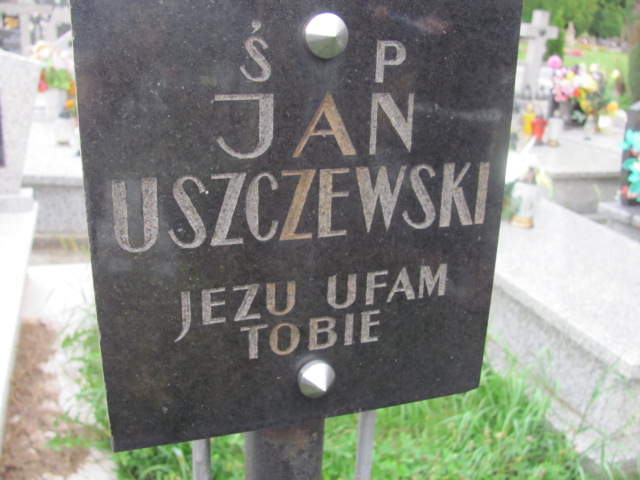 Ś P
JAN
USZCZEWSKI
JEZU UFAM
TOBIE